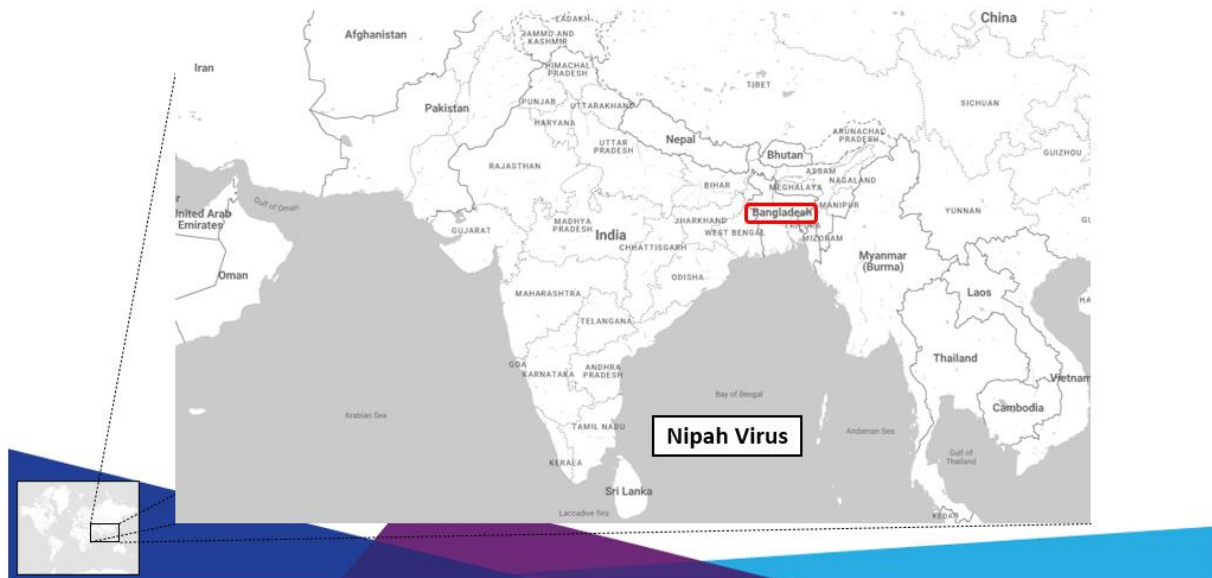 China
LADAKH
Afghanistan
JAMMU AND
KASHMIR
Iran
HIMACHAL
PRADESH
TIBET
PUNJAB
UTTARAKHAND
SICHUAN
Pakistan
HARYANA
ARUNACHAL
PRADESH
Nepal
UTTAR
PRADESH
Bhutan
GUIZHOU
RAJASTHAN
ASSAM
NAGALAND
BIHAR
MEGHALAYA
Gulf of Oman
MANIPUR
United Arab
Emirates
Bangladesh
YUNNAN
MADHYA
PRADESH
JHARKHAND
GUJARAT
India
WEST BENGAL
TRIPURA
MIZORAM
CHHATTISGARH
Myanmar
(Burma)
Oman
ODISHA
Laos
MAHARASHTRA
TELANGANA
Thailand
GOA
KARNATAKA
ANDHRA
PRADESH
Vietnam
Bay of Bengal
Cambodia
Arabian Sea
TAMIL NADU
Nipah Virus
Andaman Sea
Gulf of
Thailand
KERALA
Sri Lanka
Laccadive Sea
KEDAH